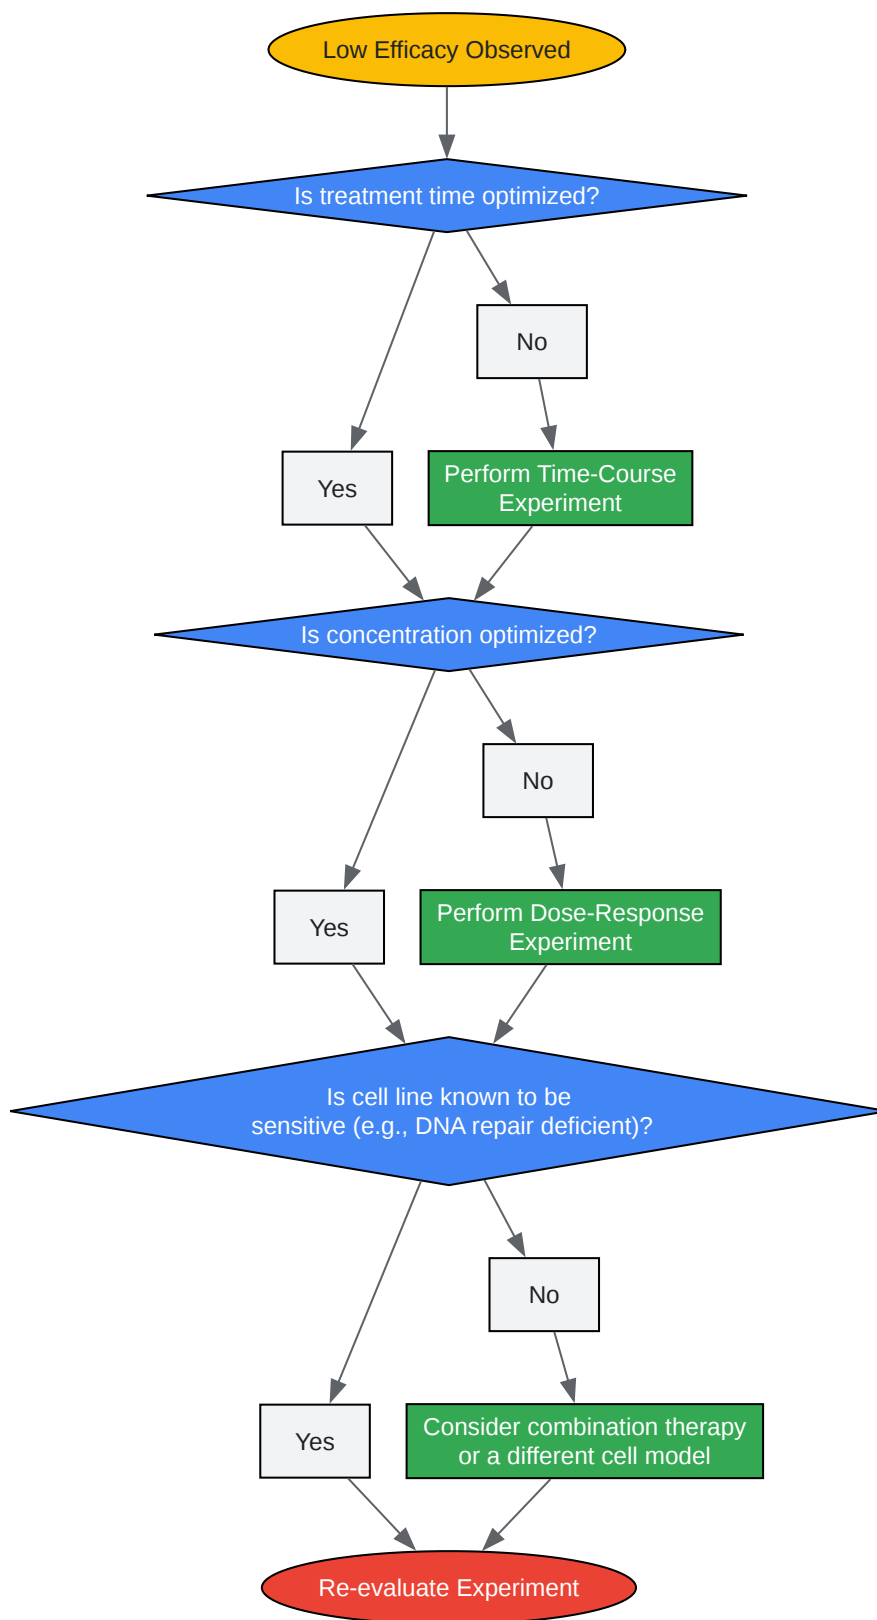 Low Efficacy Observed
Is treatment time optimized?
No
Yes
Perform Time-Course
Experiment
Is concentration optimized?
No
Yes
Perform Dose-Response
Experiment
Is cell line known to be
sensitive (e.g., DNA repair deficient)?
No
Yes
Consider combination therapy
or a different cell model
Re-evaluate Experiment